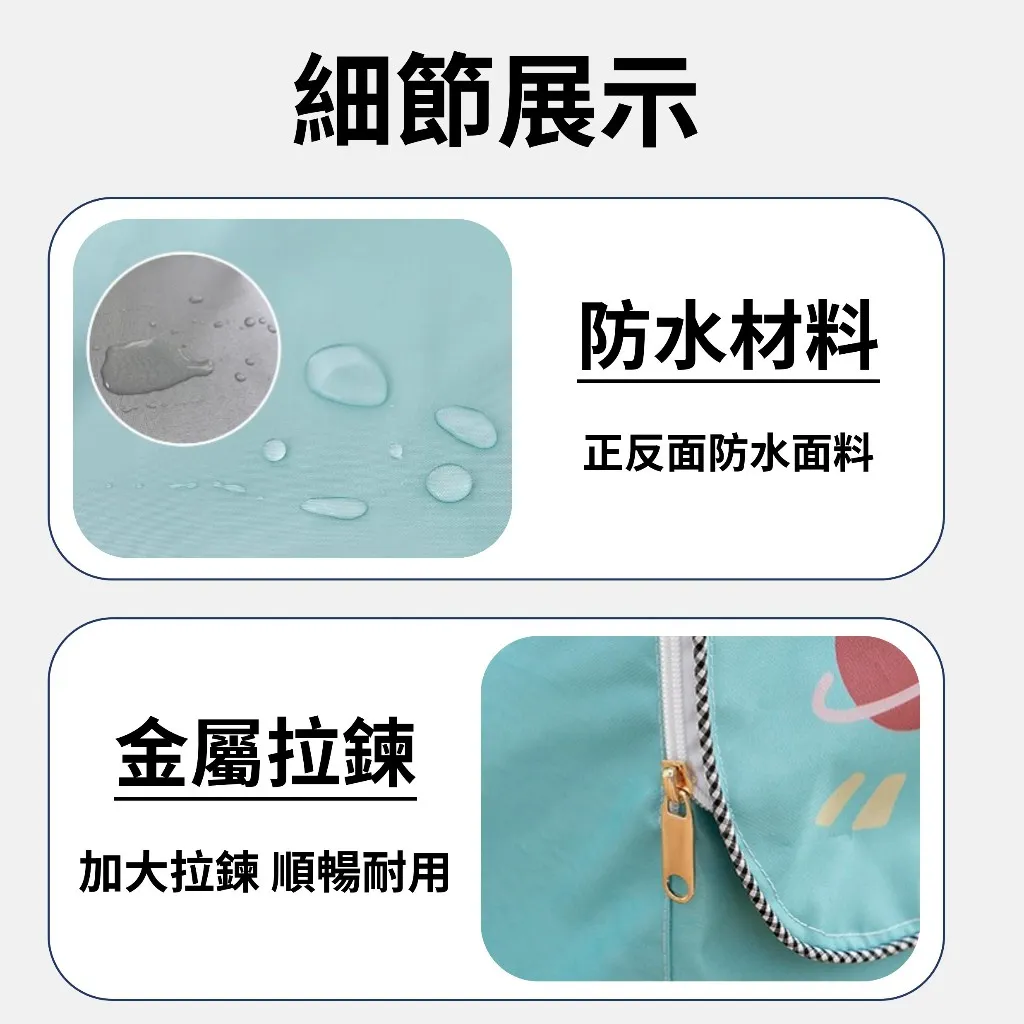 細節展示
防水材料
正反面防水面料
金屬拉鍊
加大拉鍊 順暢耐用